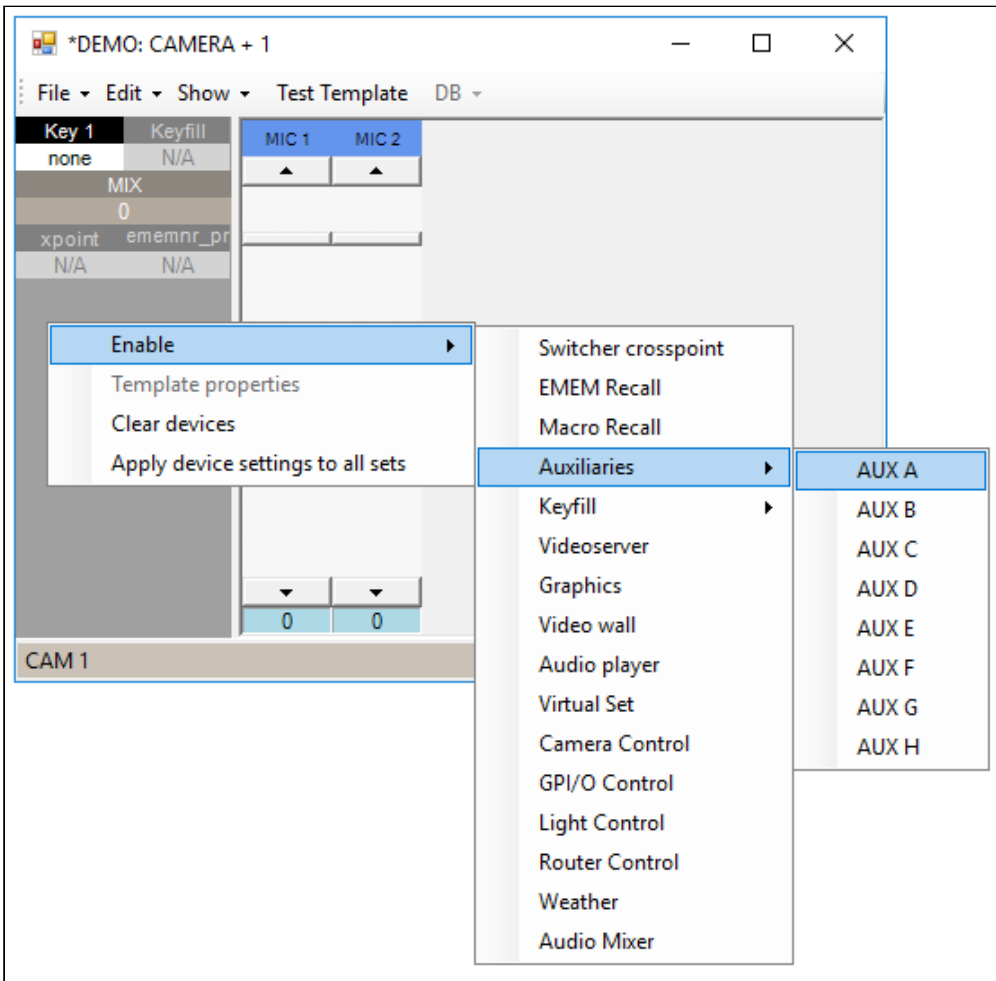 *DEMO: CAMERA + 1
File Edit Show Test Template DB
Key 1 Keyfill
none N/A
MIX
0
xpoint ememnr_pr
N/A N/A
MIC 1 MIC 2
0 0
CAM 1
Enable
Template properties
Clear devices
Apply device settings to all sets
Switcher crosspoint
EMEM Recall
Macro Recall
Auxiliaries
Keyfill
Videoserver
Graphics
Video wall
Audio player
Virtual Set
Camera Control
GPI/O Control
Light Control
Router Control
Weather
Audio Mixer
AUX A
AUX B
AUX C
AUX D
AUX E
AUX F
AUX G
AUX H